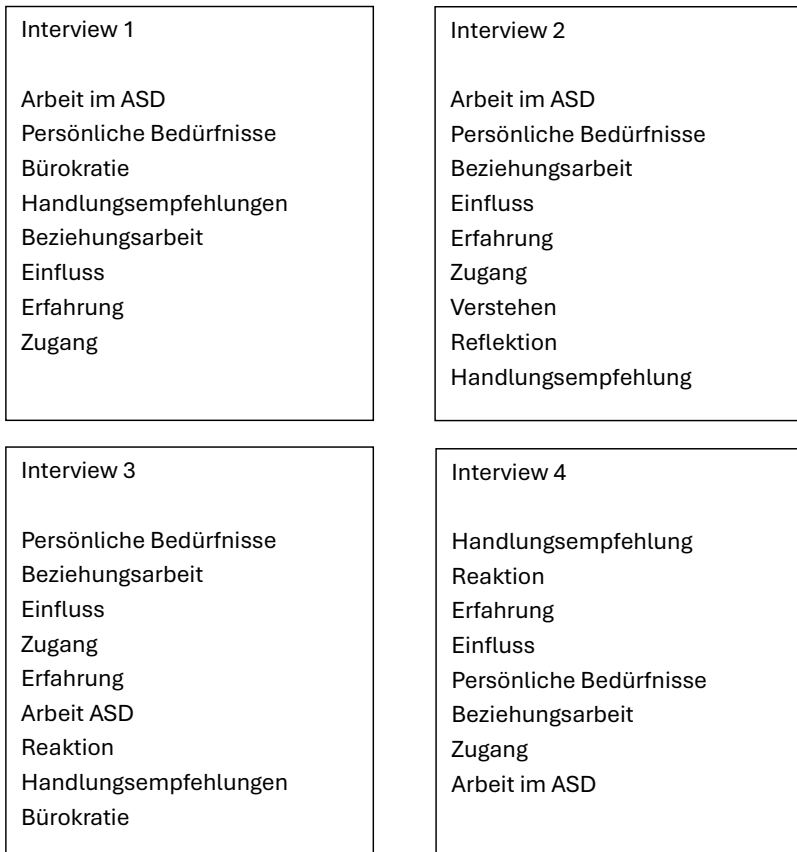 Interview 1
Arbeit im ASD
Persönliche Bedürfnisse
Bürokratie
Handlungsempfehlungen
Beziehungsarbeit
Einfluss
Erfahrung
Zugang
Interview 2
Arbeit im ASD
Persönliche Bedürfnisse
Beziehungsarbeit
Einfluss
Erfahrung
Zugang
Verstehen
Reflektion
Handlungsempfehlung
Interview 3
Persönliche Bedürfnisse
Beziehungsarbeit
Einfluss
Zugang
Erfahrung
Arbeit ASD
Reaktion
Handlungsempfehlungen
Bürokratie
Interview 4
Handlungsempfehlung
Reaktion
Erfahrung
Einfluss
Persönliche Bedürfnisse
Beziehungsarbeit
Zugang
Arbeit im ASD